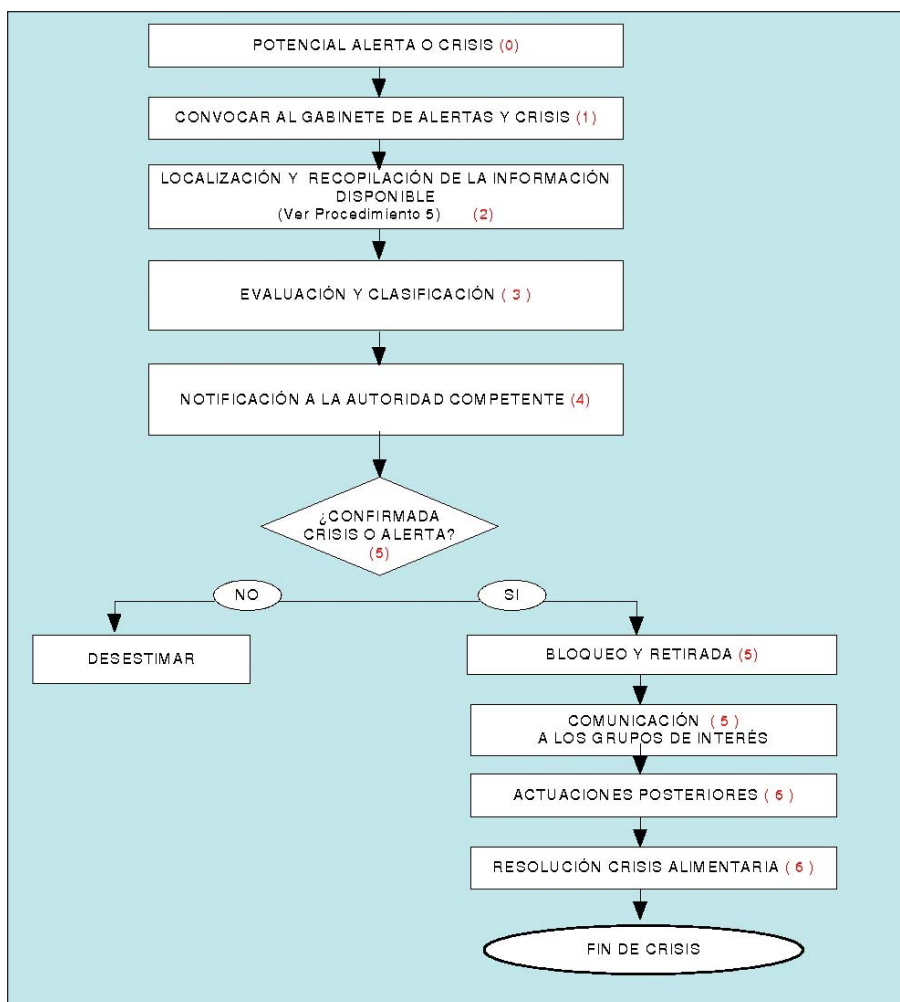 POTENCIAL ALERTA O CRISIS (0)
CONVOCAR AL GABINETE DE ALERTAS Y CRISIS (1)
LOCALIZACIÓN Y RECOPILACIÓN DE LA INFORMACIÓN
DISPONIBLE
(Ver Procedimiento 5) (2)
EVALUACIÓN Y CLASIFICACIÓN ( 3 )
NOTIFICACIÓN A LA AUTORIDAD COMPETENTE (4)
¿CONFIRMADA
CRISIS O ALERTA?
(5)
NO
SI
DESESTIMAR
BLOQUEO Y RETIRADA (5)
COMUNICACIÓN ( 5 )
A LOS GRUPOS DE INTERÉS
ACTUACIONES POSTERIORES ( 6 )
RESOLUCIÓN CRISIS ALIMENTARIA ( 6 )
FIN DE CRISIS